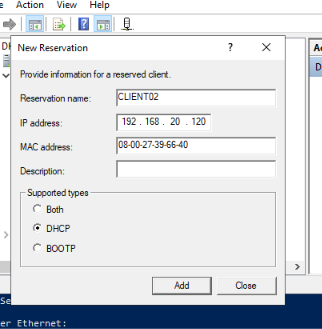 View Help
New Reservation ? ×
Provide information for a reserved client.
Reservation name: CLIENT02
IP address: 192 . 168 . 20 . 120
MAC address: 08-00-27-39-66-40
Description:
Supported types
Both
DHCP
BOOTP
Add Close
er Ethernet: